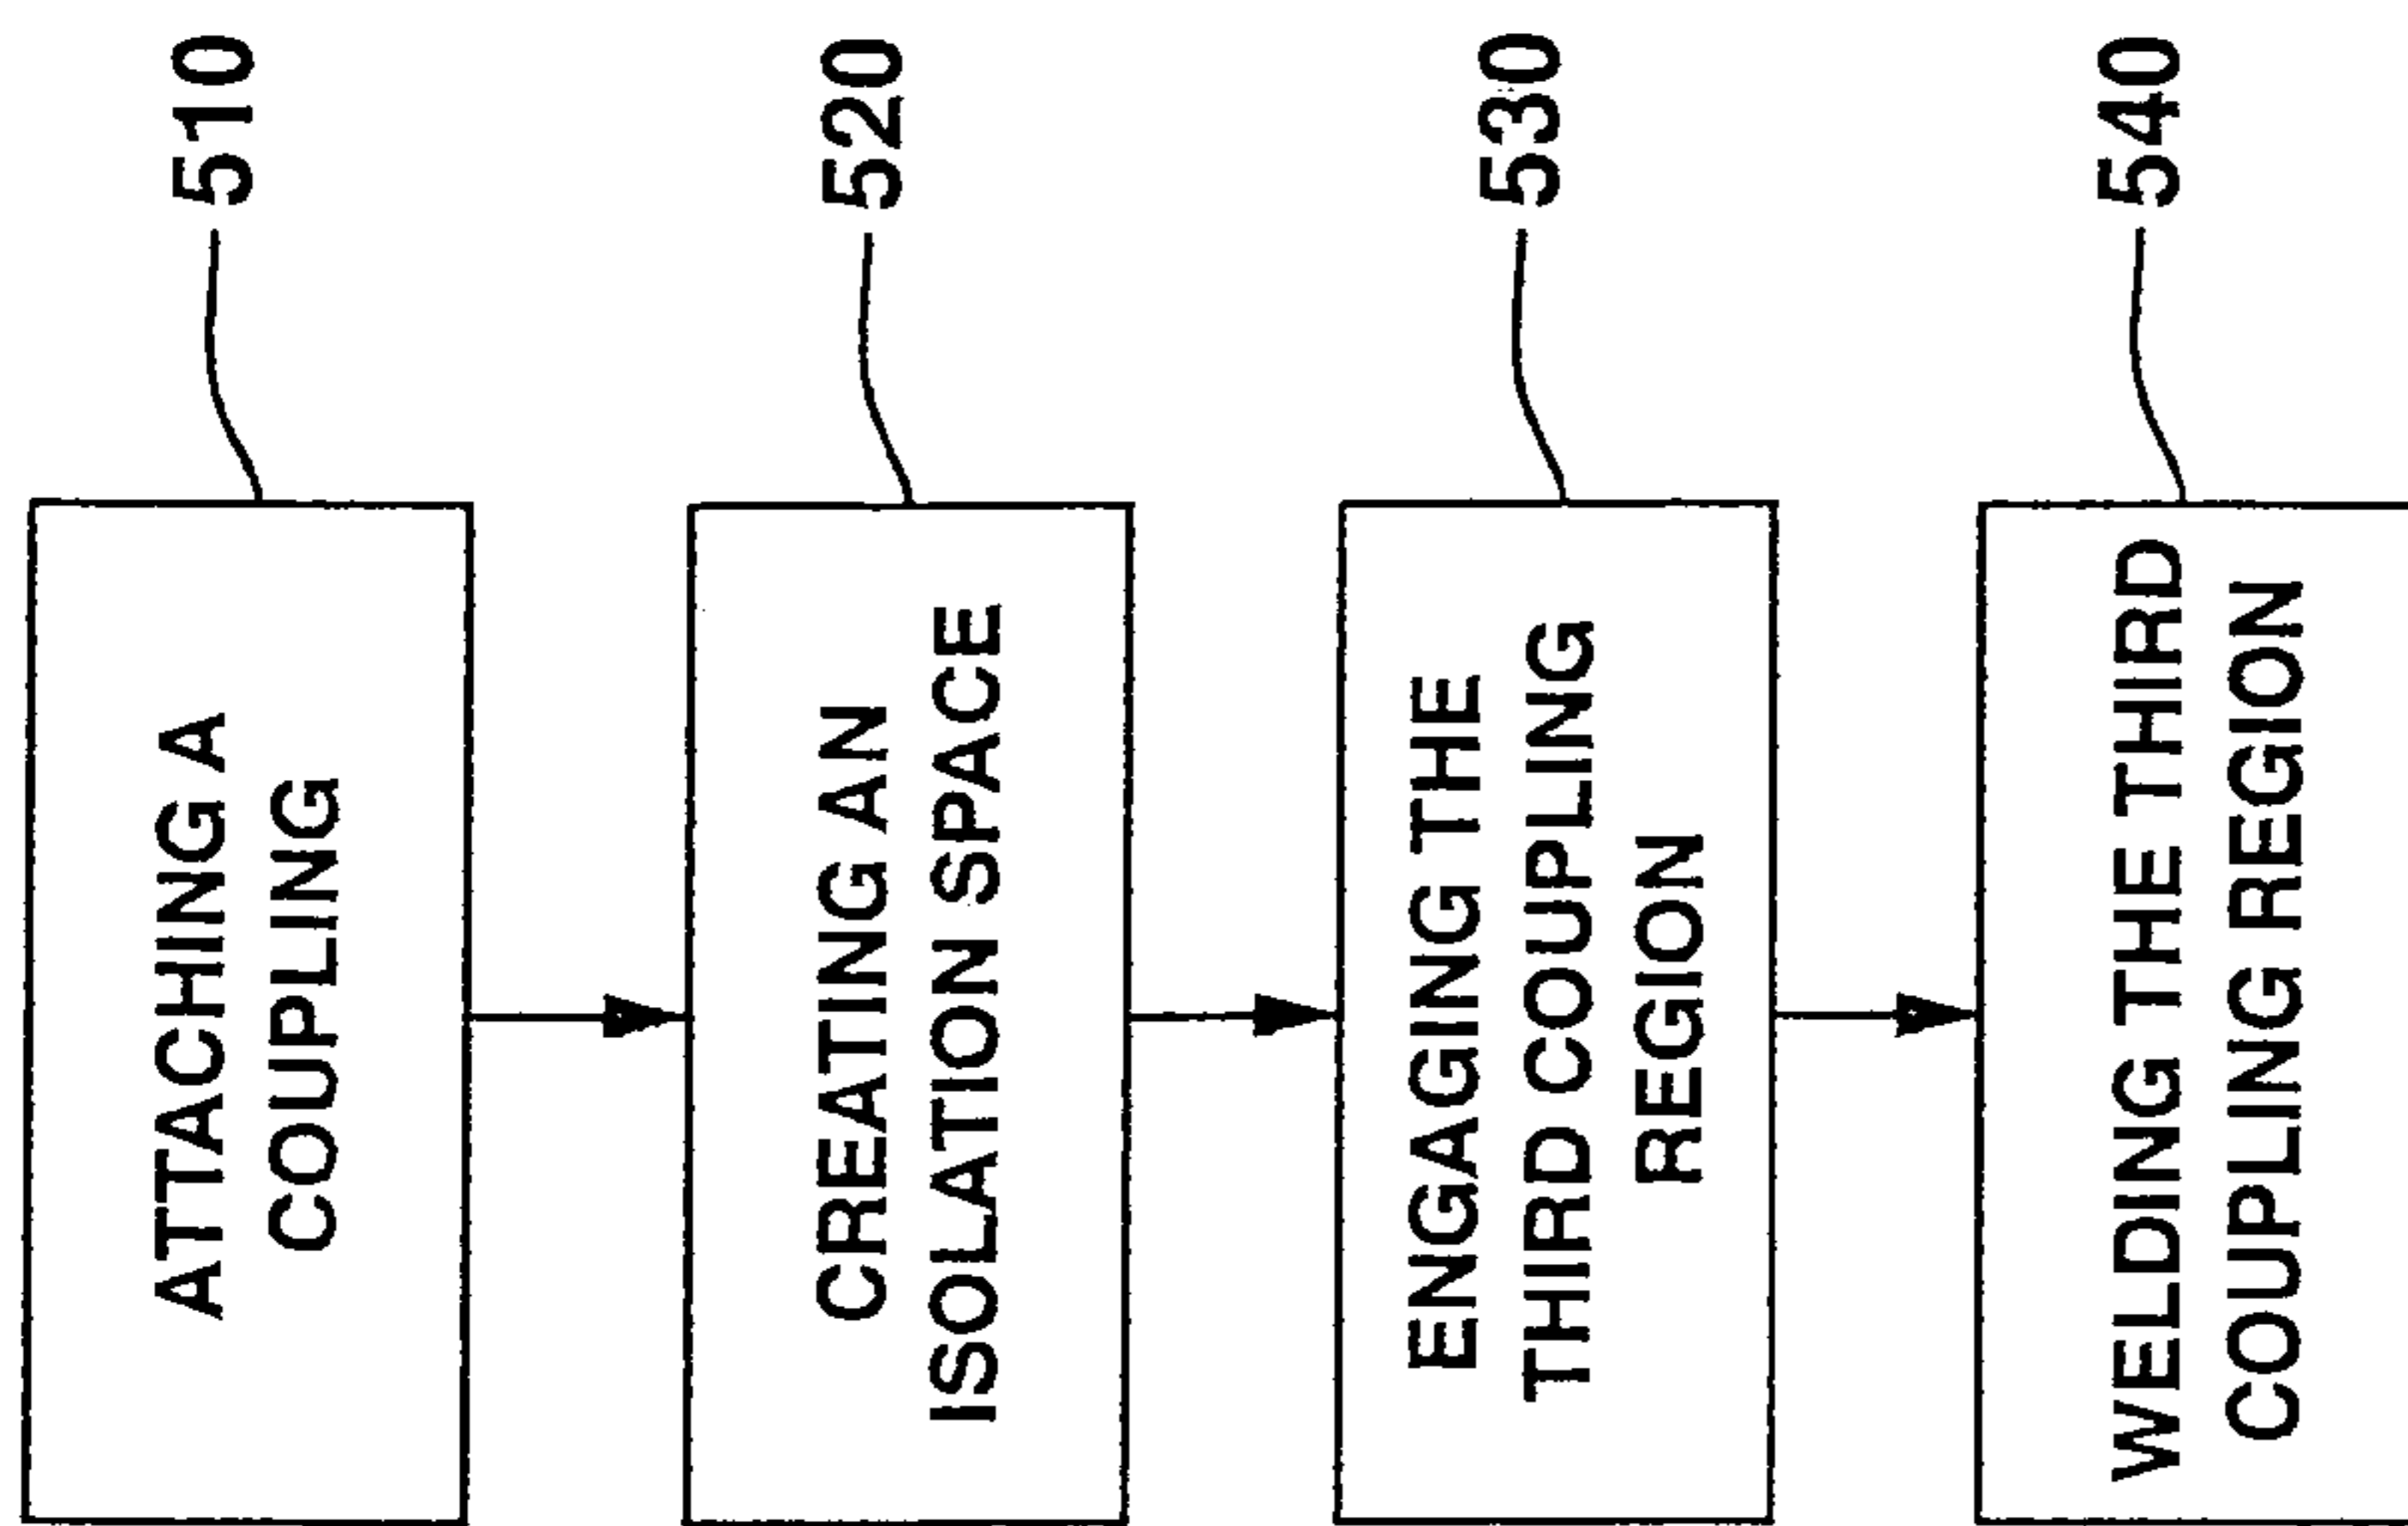 ATTACHING A
COUPLING
510
CREATING AN
ISOLATION SPACE
520
ENGAGING THE
THIRD COUPLING
REGION
530
WELDING THE THIRD
COUPLING REGION
540